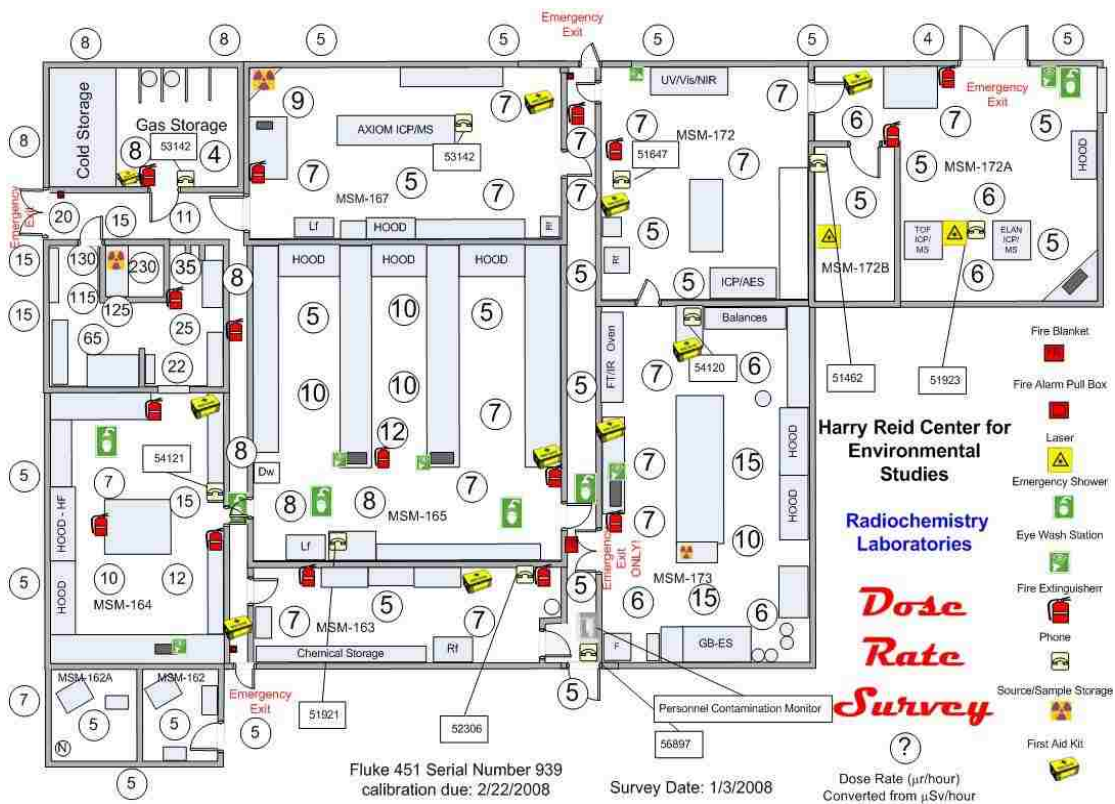 8
8
5
5
Emergency
Exit
5
5
4
5
Emergency
Exit
Cold Storage
Gas Storage
53142
8
4
8
9
AXIOM ICP/MS
53142
7
7
5
7
MSM-167
Lf
HOOD
Rf
7
7
UV/Vis/NIR
7
MSM-172
7
51647
7
5
Rf
5
ICP/AES
6
7
5
5
MSM-172A
HOOD
5
6
TOF
ICP/
MS
ELAN
ICP/
MS
5
6
MSM-172B
Emergency
Exit
20
15
11
15
130
230
35
115
125
15
65
25
22
8
HOOD
HOOD
HOOD
5
10
5
10
10
7
12
Dw
8
8
7
MSM-165
Lf
5
5
5
FT/IR Oven
Balances
54120
7
6
7
15
HOOD
HOOD
7
10
Emergency
Exit
ONLY!
MSM-173
6
15
6
F
GB-ES
51462
51923
5
54121
8
7
15
HOOD - HF
5
HOOD
10
12
MSM-164
7
5
7
MSM-163
Chemical Storage
Rf
5
MSM-162A
MSM-162
7
5
5
N
Emergency
Exit
5
5
51921
52306
Personnel Contamination Monitor
56897
Harry Reid Center for
Environmental
Studies
Radiochemistry
Laboratories
Dose
Rate
Survey
?
Dose Rate (µr/hour)
Converted from µSv/hour
Fire Blanket
Fire Alarm Pull Box
Laser
Emergency Shower
Eye Wash Station
Fire Extinguisherr
Phone
Source/Sample Storage
First Aid Kit
Fluke 451 Serial Number 939
calibration due: 2/22/2008
Survey Date: 1/3/2008